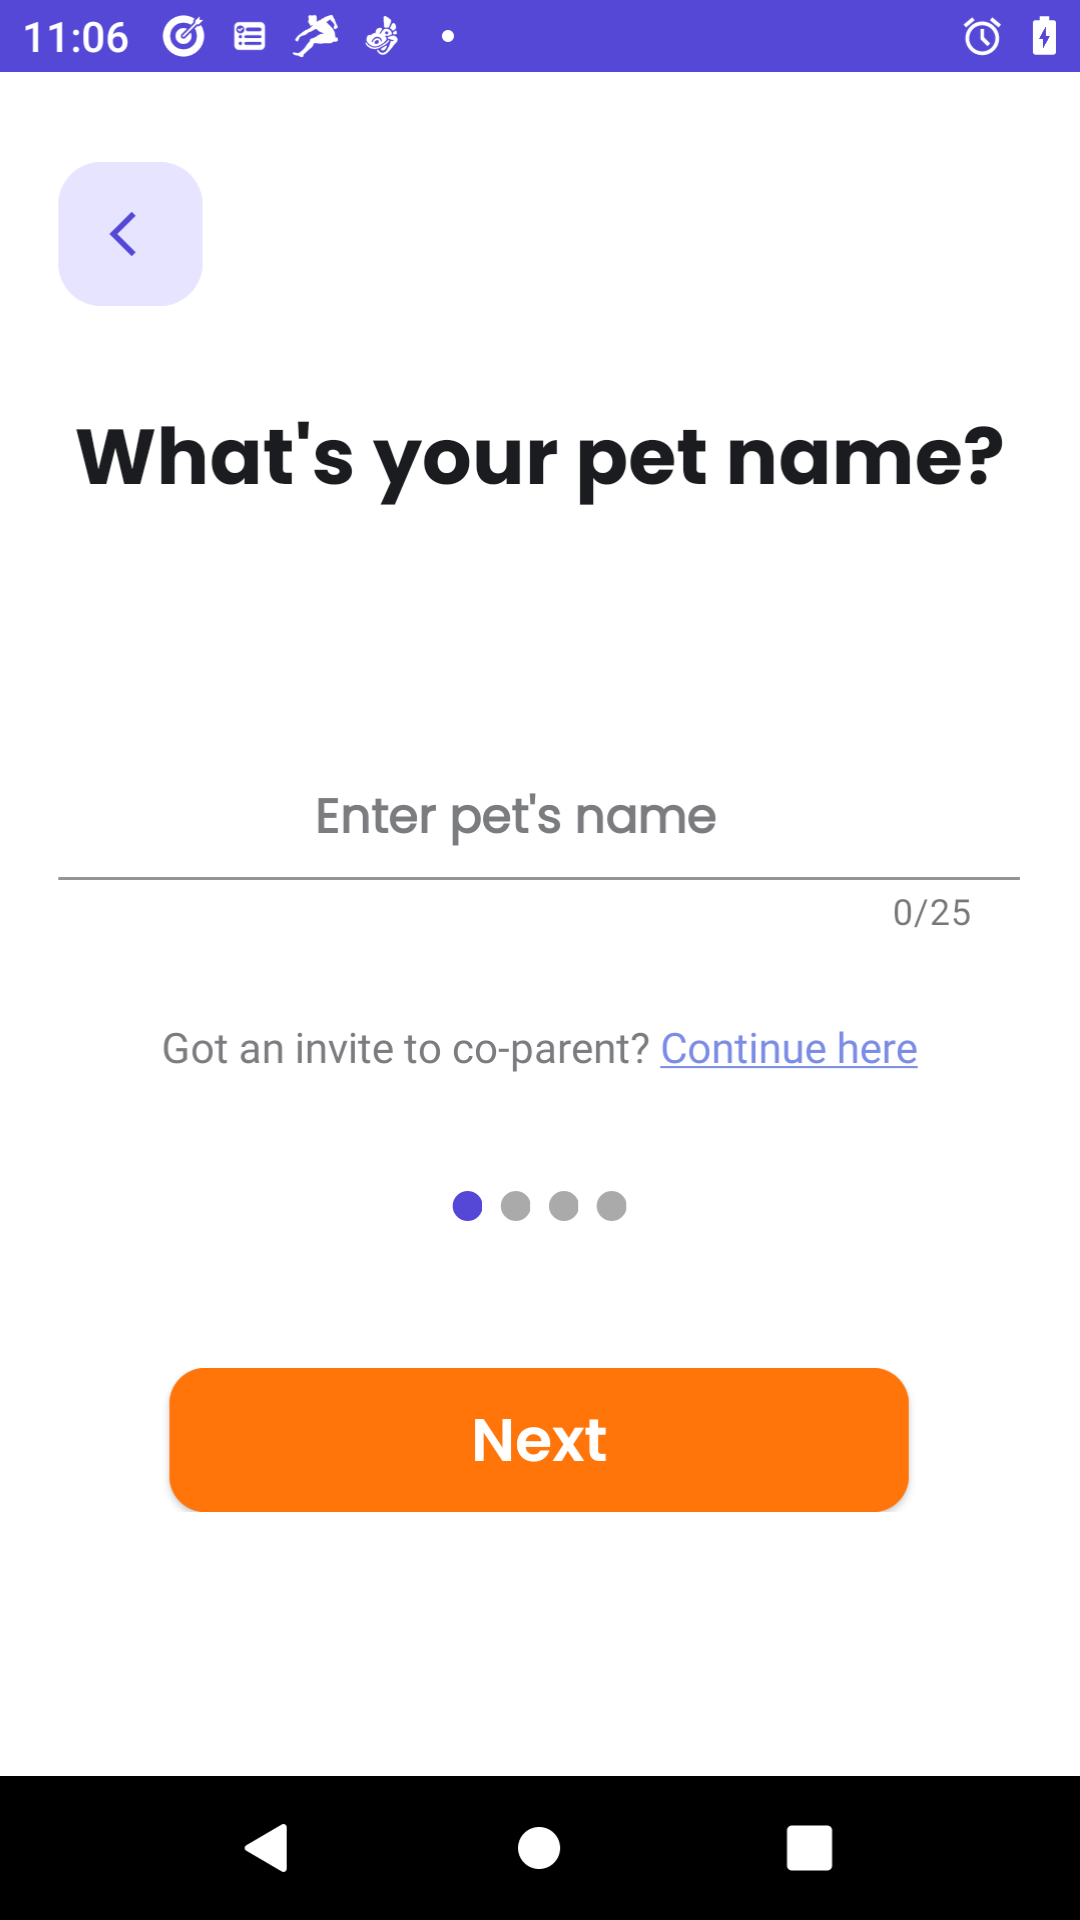 11:06
What's your pet name?
Enter pet's name
0/25
Got an invite to co-parent? Continue here
Next